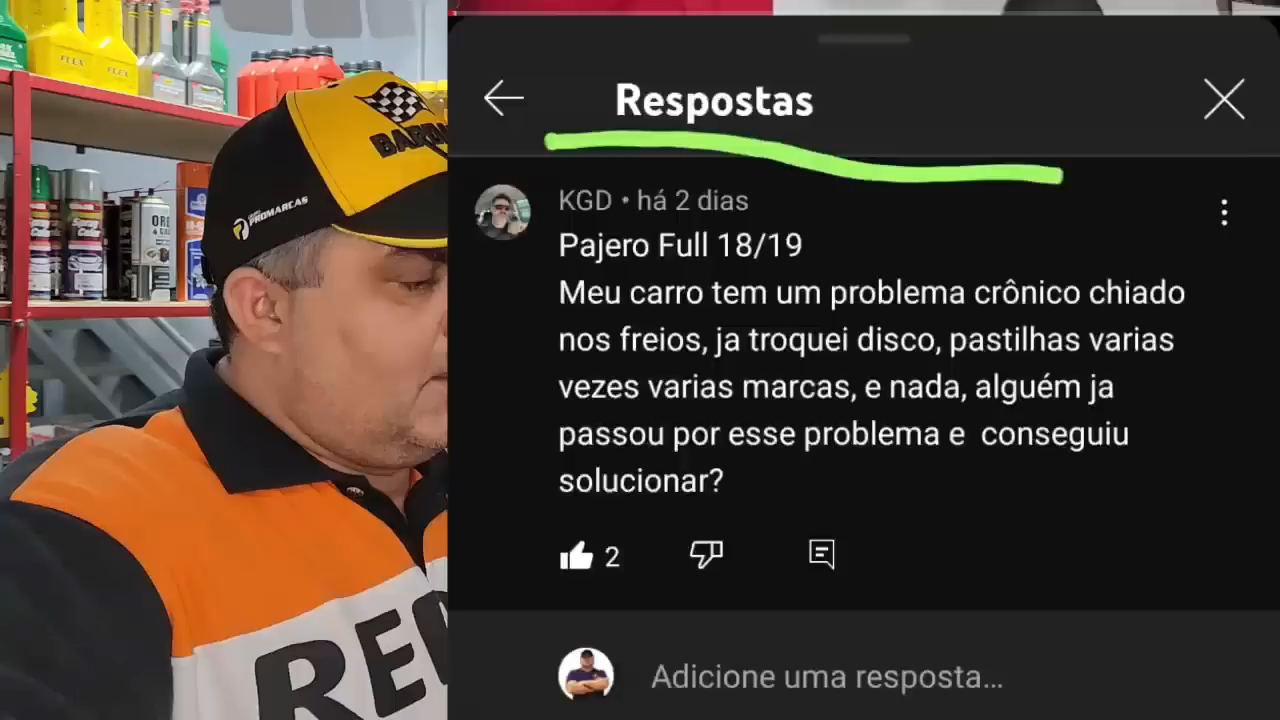 Respostas
KGD • há 2 dias
Pajero Full 18/19
Meu carro tem um problema crônico chiado
nos freios, ja troquei disco, pastilhas varias
vezes varias marcas, e nada, alguém ja
passou por esse problema e conseguiu
solucionar?
2
Adicione uma resposta...
PROMARCAS
FLEX
FLEX